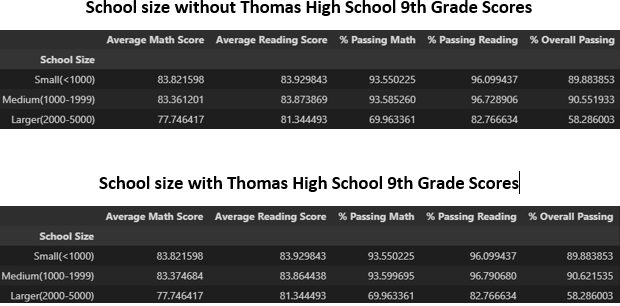 School size without Thomas High School 9th Grade Scores
Average Math Score Average Reading Score % Passing Math % Passing Reading % Overall Passing
School Size
Small(<1000) 83.821598 83.929843 93.550225 96.099437 89.883853
Medium(1000-1999) 83.361201 83.873869 93.585260 96.728906 90.551933
Larger(2000-5000) 77.746417 81.344493 69.963361 82.766634 58.286003
School size with Thomas High School 9th Grade Scores
Average Math Score Average Reading Score % Passing Math % Passing Reading % Overall Passing
School Size
Small(<1000) 83.821598 83.929843 93.550225 96.099437 89.883853
Medium(1000-1999) 83.374684 83.864438 93.599695 96.790680 90.621535
Larger(2000-5000) 77.746417 81.344493 69.963361 82.766634 58.286003